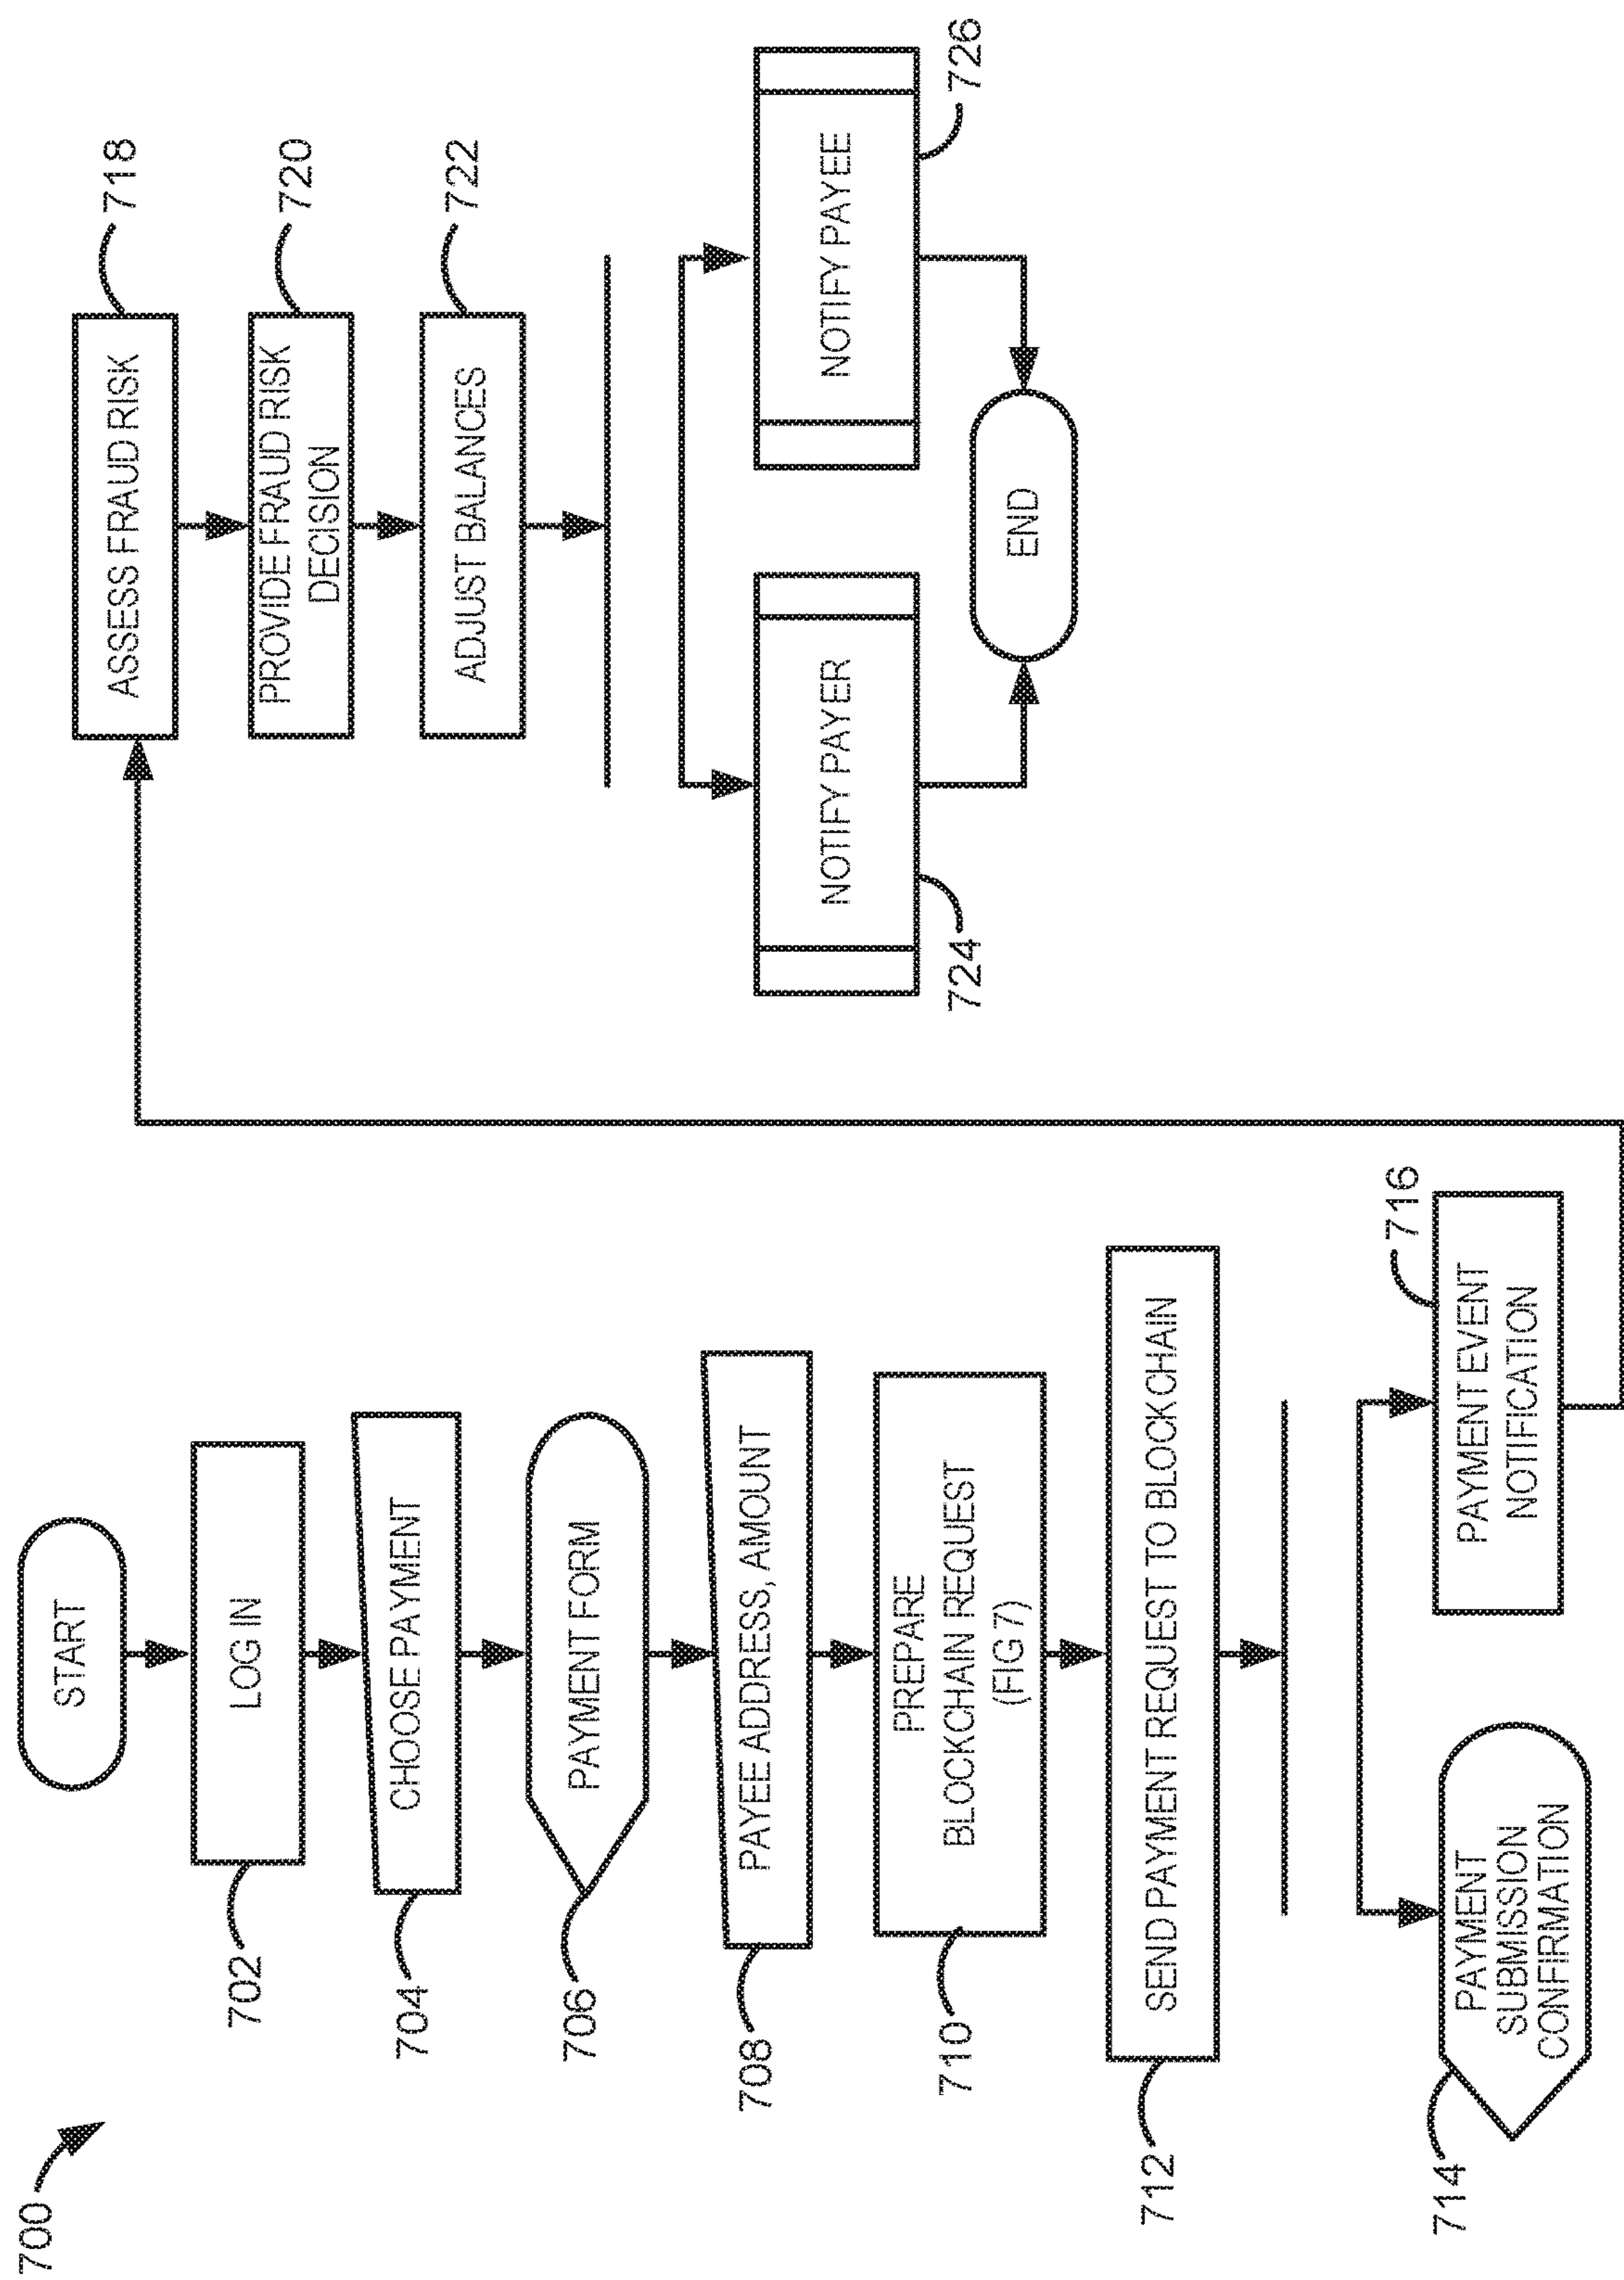 700
START
LOG IN
702
CHOOSE PAYMENT
704
PAYMENT FORM
706
PAYEE ADDRESS, AMOUNT
708
PREPARE
BLOCKCHAIN REQUEST
(FIG 7)
710
SEND PAYMENT REQUEST TO BLOCKCHAIN
712
PAYMENT
SUBMISSION
CONFIRMATION
714
PAYMENT EVENT
NOTIFICATION
716
ASSESS FRAUD RISK
718
PROVIDE FRAUD RISK
DECISION
720
ADJUST BALANCES
722
NOTIFY PAYER
724
NOTIFY PAYEE
726
END